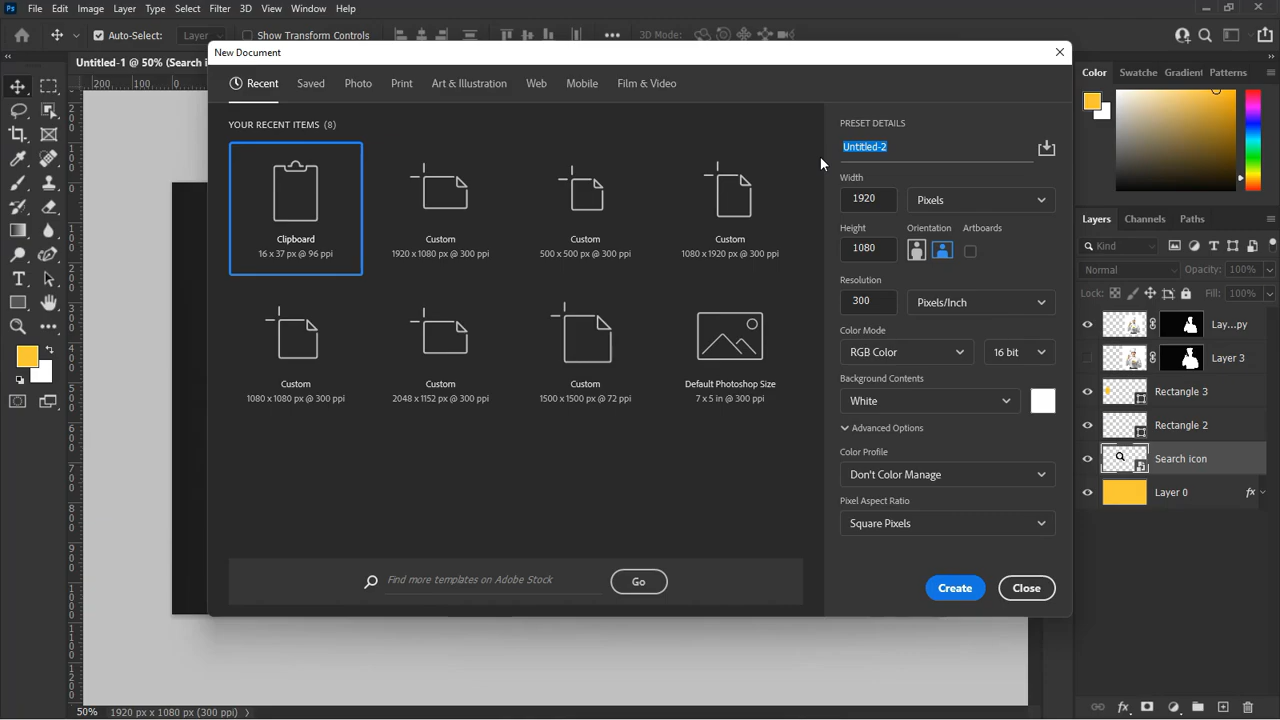 Ps File Edit Image Layer Type Select Filter 3D View Window Help
Auto-Select: Layer Show Transform Controls 3D Mode:
Untitled-1 @ 50% (Search i
New Document
Recent Saved Photo Print Art & Illustration Web Mobile Film & Video
YOUR RECENT ITEMS (8)
Clipboard
16 x 37 px @ 96 ppi
Custom
1920 x 1080 px @ 300 ppi
Custom
500 x 500 px @ 300 ppi
Custom
1080 x 1920 px @ 300 ppi
Custom
1080 x 1080 px @ 300 ppi
Custom
2048 x 1152 px @ 300 ppi
Custom
1500 x 1500 px @ 72 ppi
Default Photoshop Size
7 x 5 in @ 300 ppi
Find more templates on Adobe Stock Go
PRESET DETAILS
Untitled-2
Width
1920 Pixels
Height Orientation Artboards
1080
Resolution
300 Pixels/Inch
Color Mode
RGB Color 16 bit
Background Contents
White
Advanced Options
Color Profile
Don't Color Manage
Pixel Aspect Ratio
Square Pixels
Create Close
Color Swatche Gradient Patterns
Layers Channels Paths
Kind
Normal Opacity: 100%
Lock: Fill: 100%
Lay...py
Layer 3
Rectangle 3
Rectangle 2
Search icon
Layer 0 fx
fx
50% 1920 px x 1080 px (300 ppi)